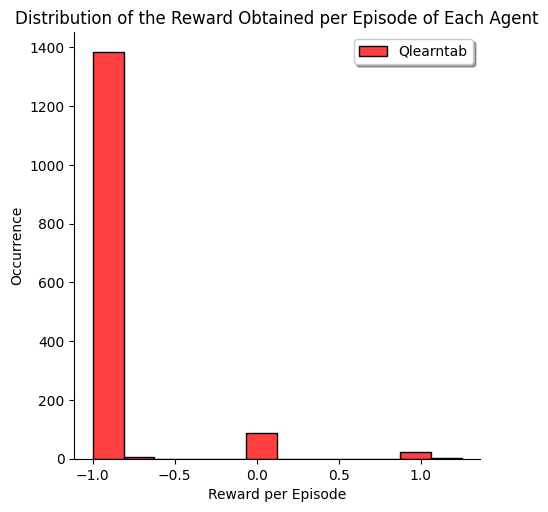 Distribution of the Reward Obtained per Episode of Each Agent
Qlearntab
1400
1200
1000
800
600
400
200
0
Occurrence
−1.0 −0.5 0.0 0.5 1.0
Reward per Episode